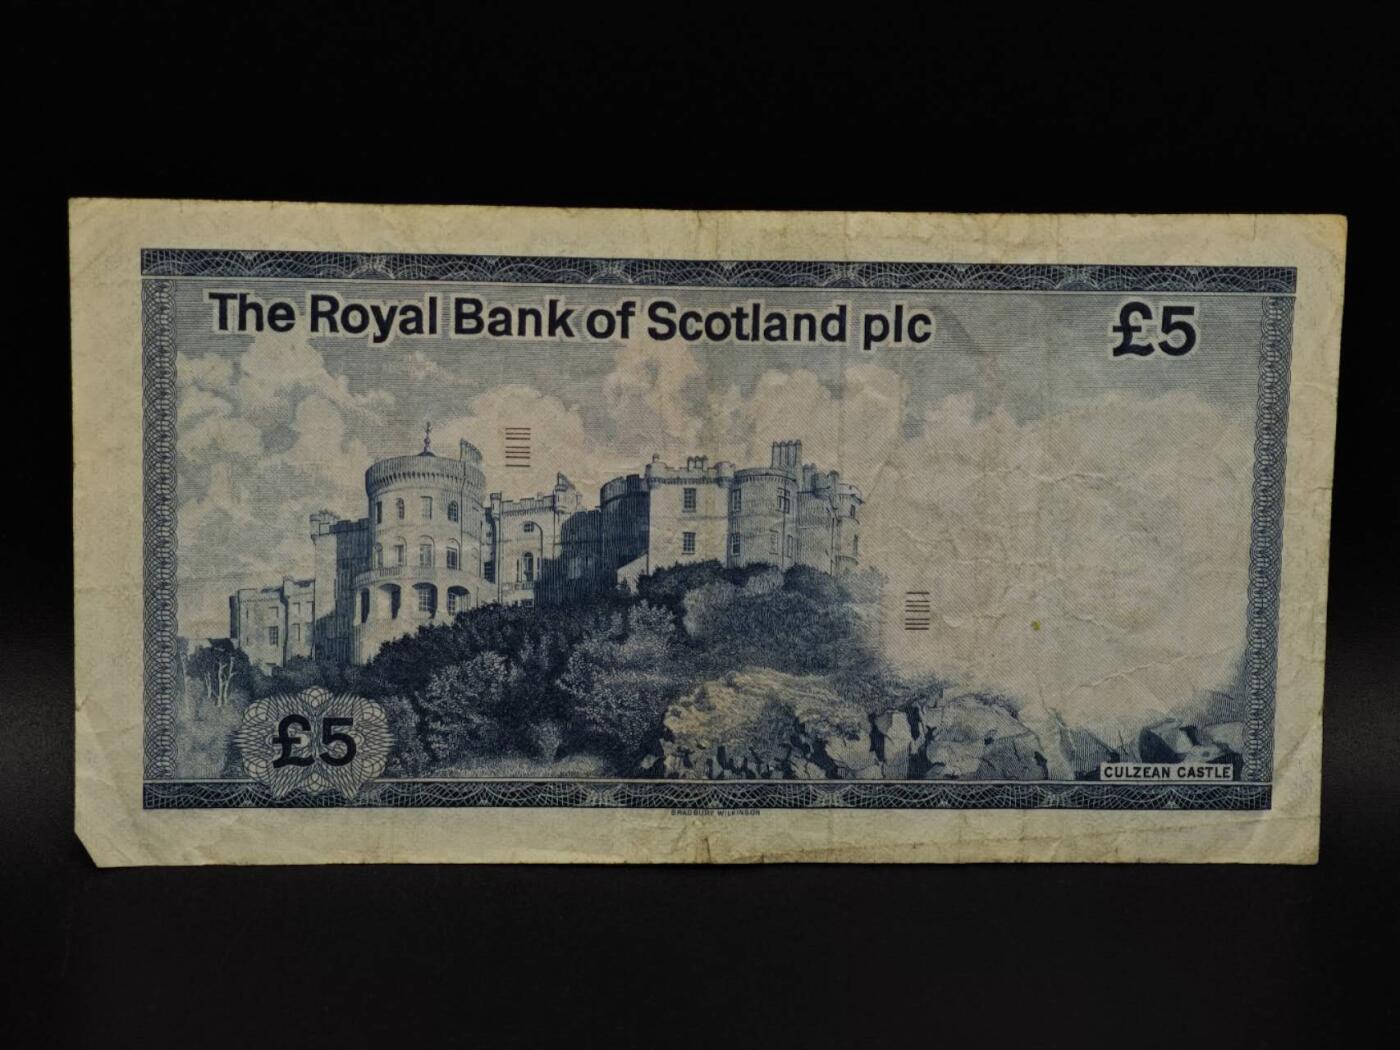 The Royal Bank of Scotland plc
£5
£5
CULZEAN CASTLE
BRADBURY WILKINSON